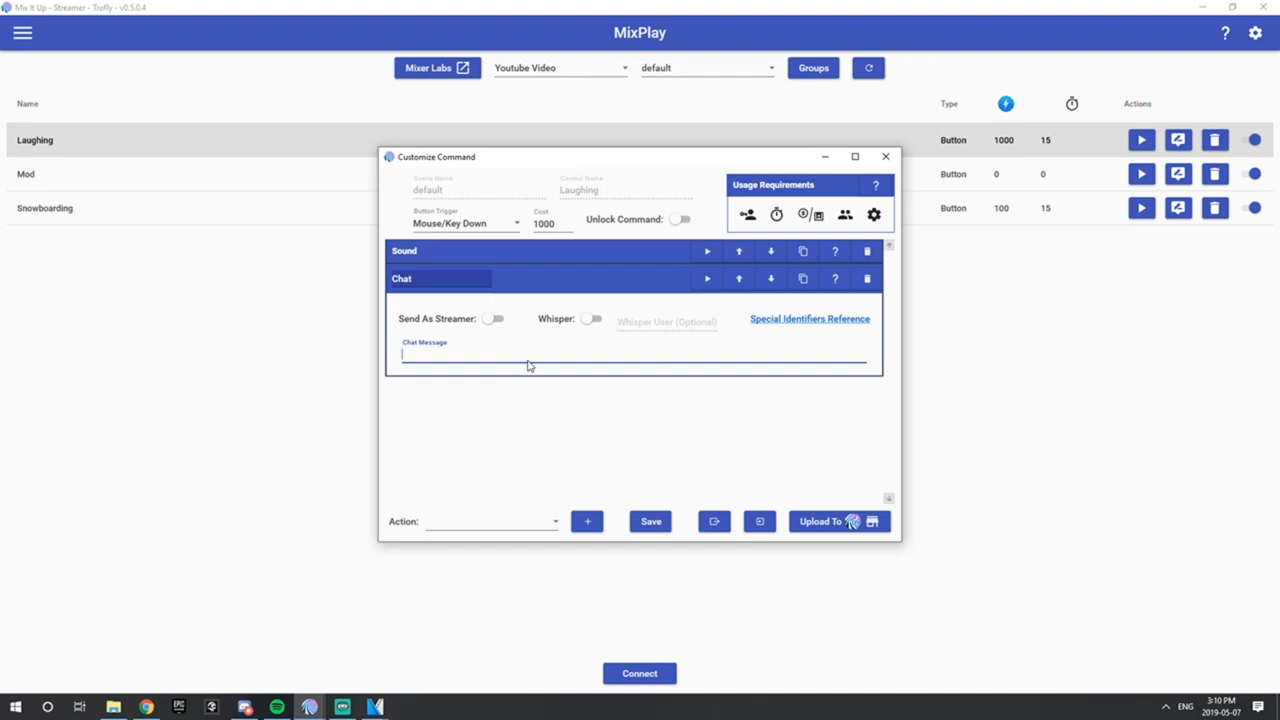 Mix It Up - Streamer - Trofly - v0.5.0.4
MixPlay
?
Mixer Labs
Youtube Video
default
Groups
Name
Type
Actions
Laughing
Button
1000
15
Mod
Button
0
0
Snowboarding
Button
100
15
Customize Command
Scene Name
default
Control Name
Laughing
Button Trigger
Mouse/Key Down
Cost
1000
Unlock Command:
Usage Requirements
?
Sound
?
Chat
?
Send As Streamer:
Whisper:
Whisper User (Optional)
Special Identifiers Reference
Chat Message
Action:
+
Save
Upload To
Connect
ENG
3:10 PM
2019-05-07